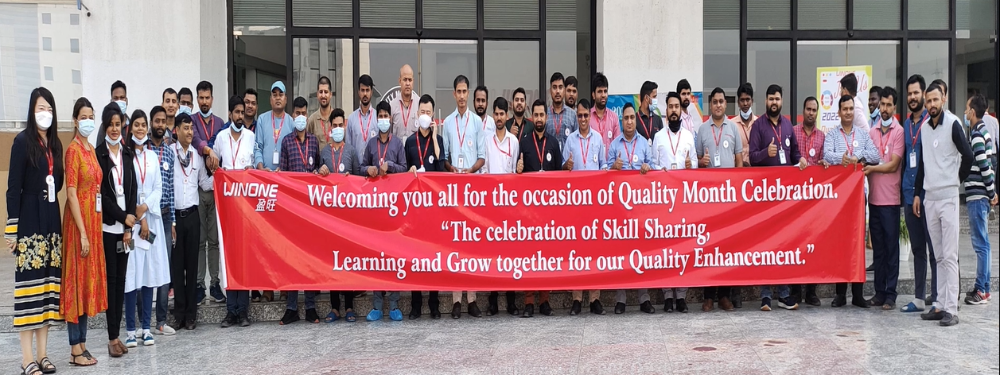 WINONE
盈旺
Welcoming you all for the occasion of Quality Month Celebration.
“The celebration of Skill Sharing,
Learning and Grow together for our Quality Enhancement.”